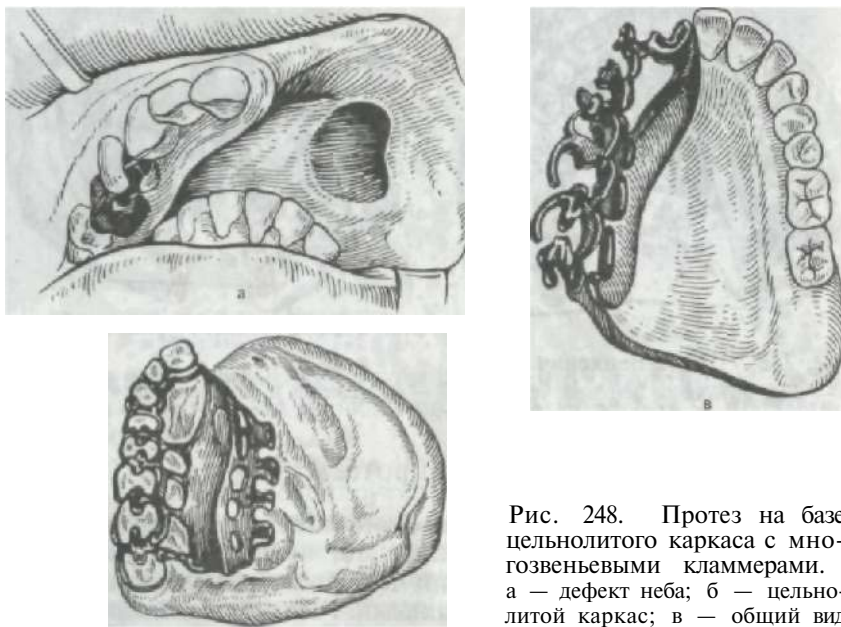 а
в
Рис. 248. Протез на базе
цельнолитого каркаса с мно-
гозвеньевыми кламмерами.
а — дефект неба; б — цельно-
литой каркас; в — общий вид